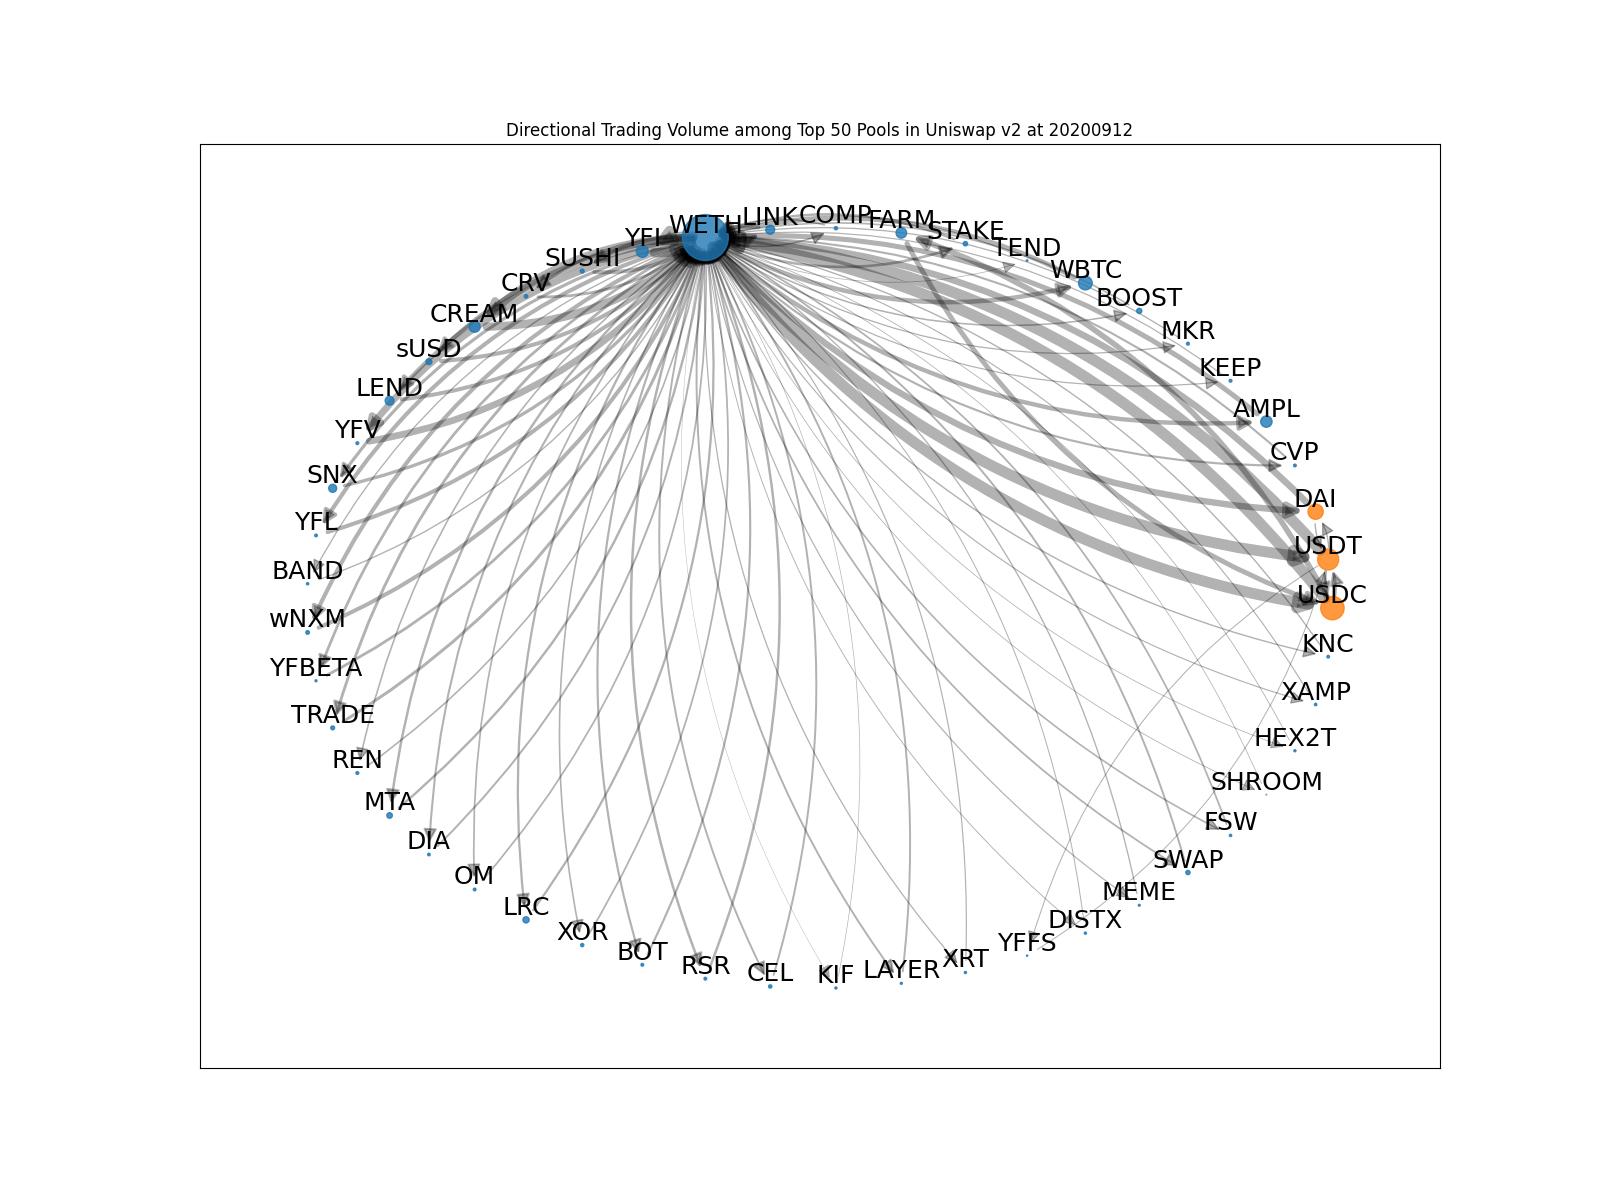 Directional Trading Volume among Top 50 Pools in Uniswap v2 at 20200912
WETH
LINK
COMP
FARM
STAKE
TEND
WBTC
BOOST
MKR
KEEP
AMPL
CVP
DAI
USDT
USDC
KNC
XAMP
HEX2T
SHROOM
FSW
SWAP
MEME
DISTX
YFFS
XRT
LAYER
KIF
CEL
RSR
BOT
XOR
LRC
OM
DIA
MTA
REN
TRADE
YFBETA
wNXM
BAND
YFL
SNX
YFV
LEND
sUSD
CREAM
CRV
SUSHI
YFI